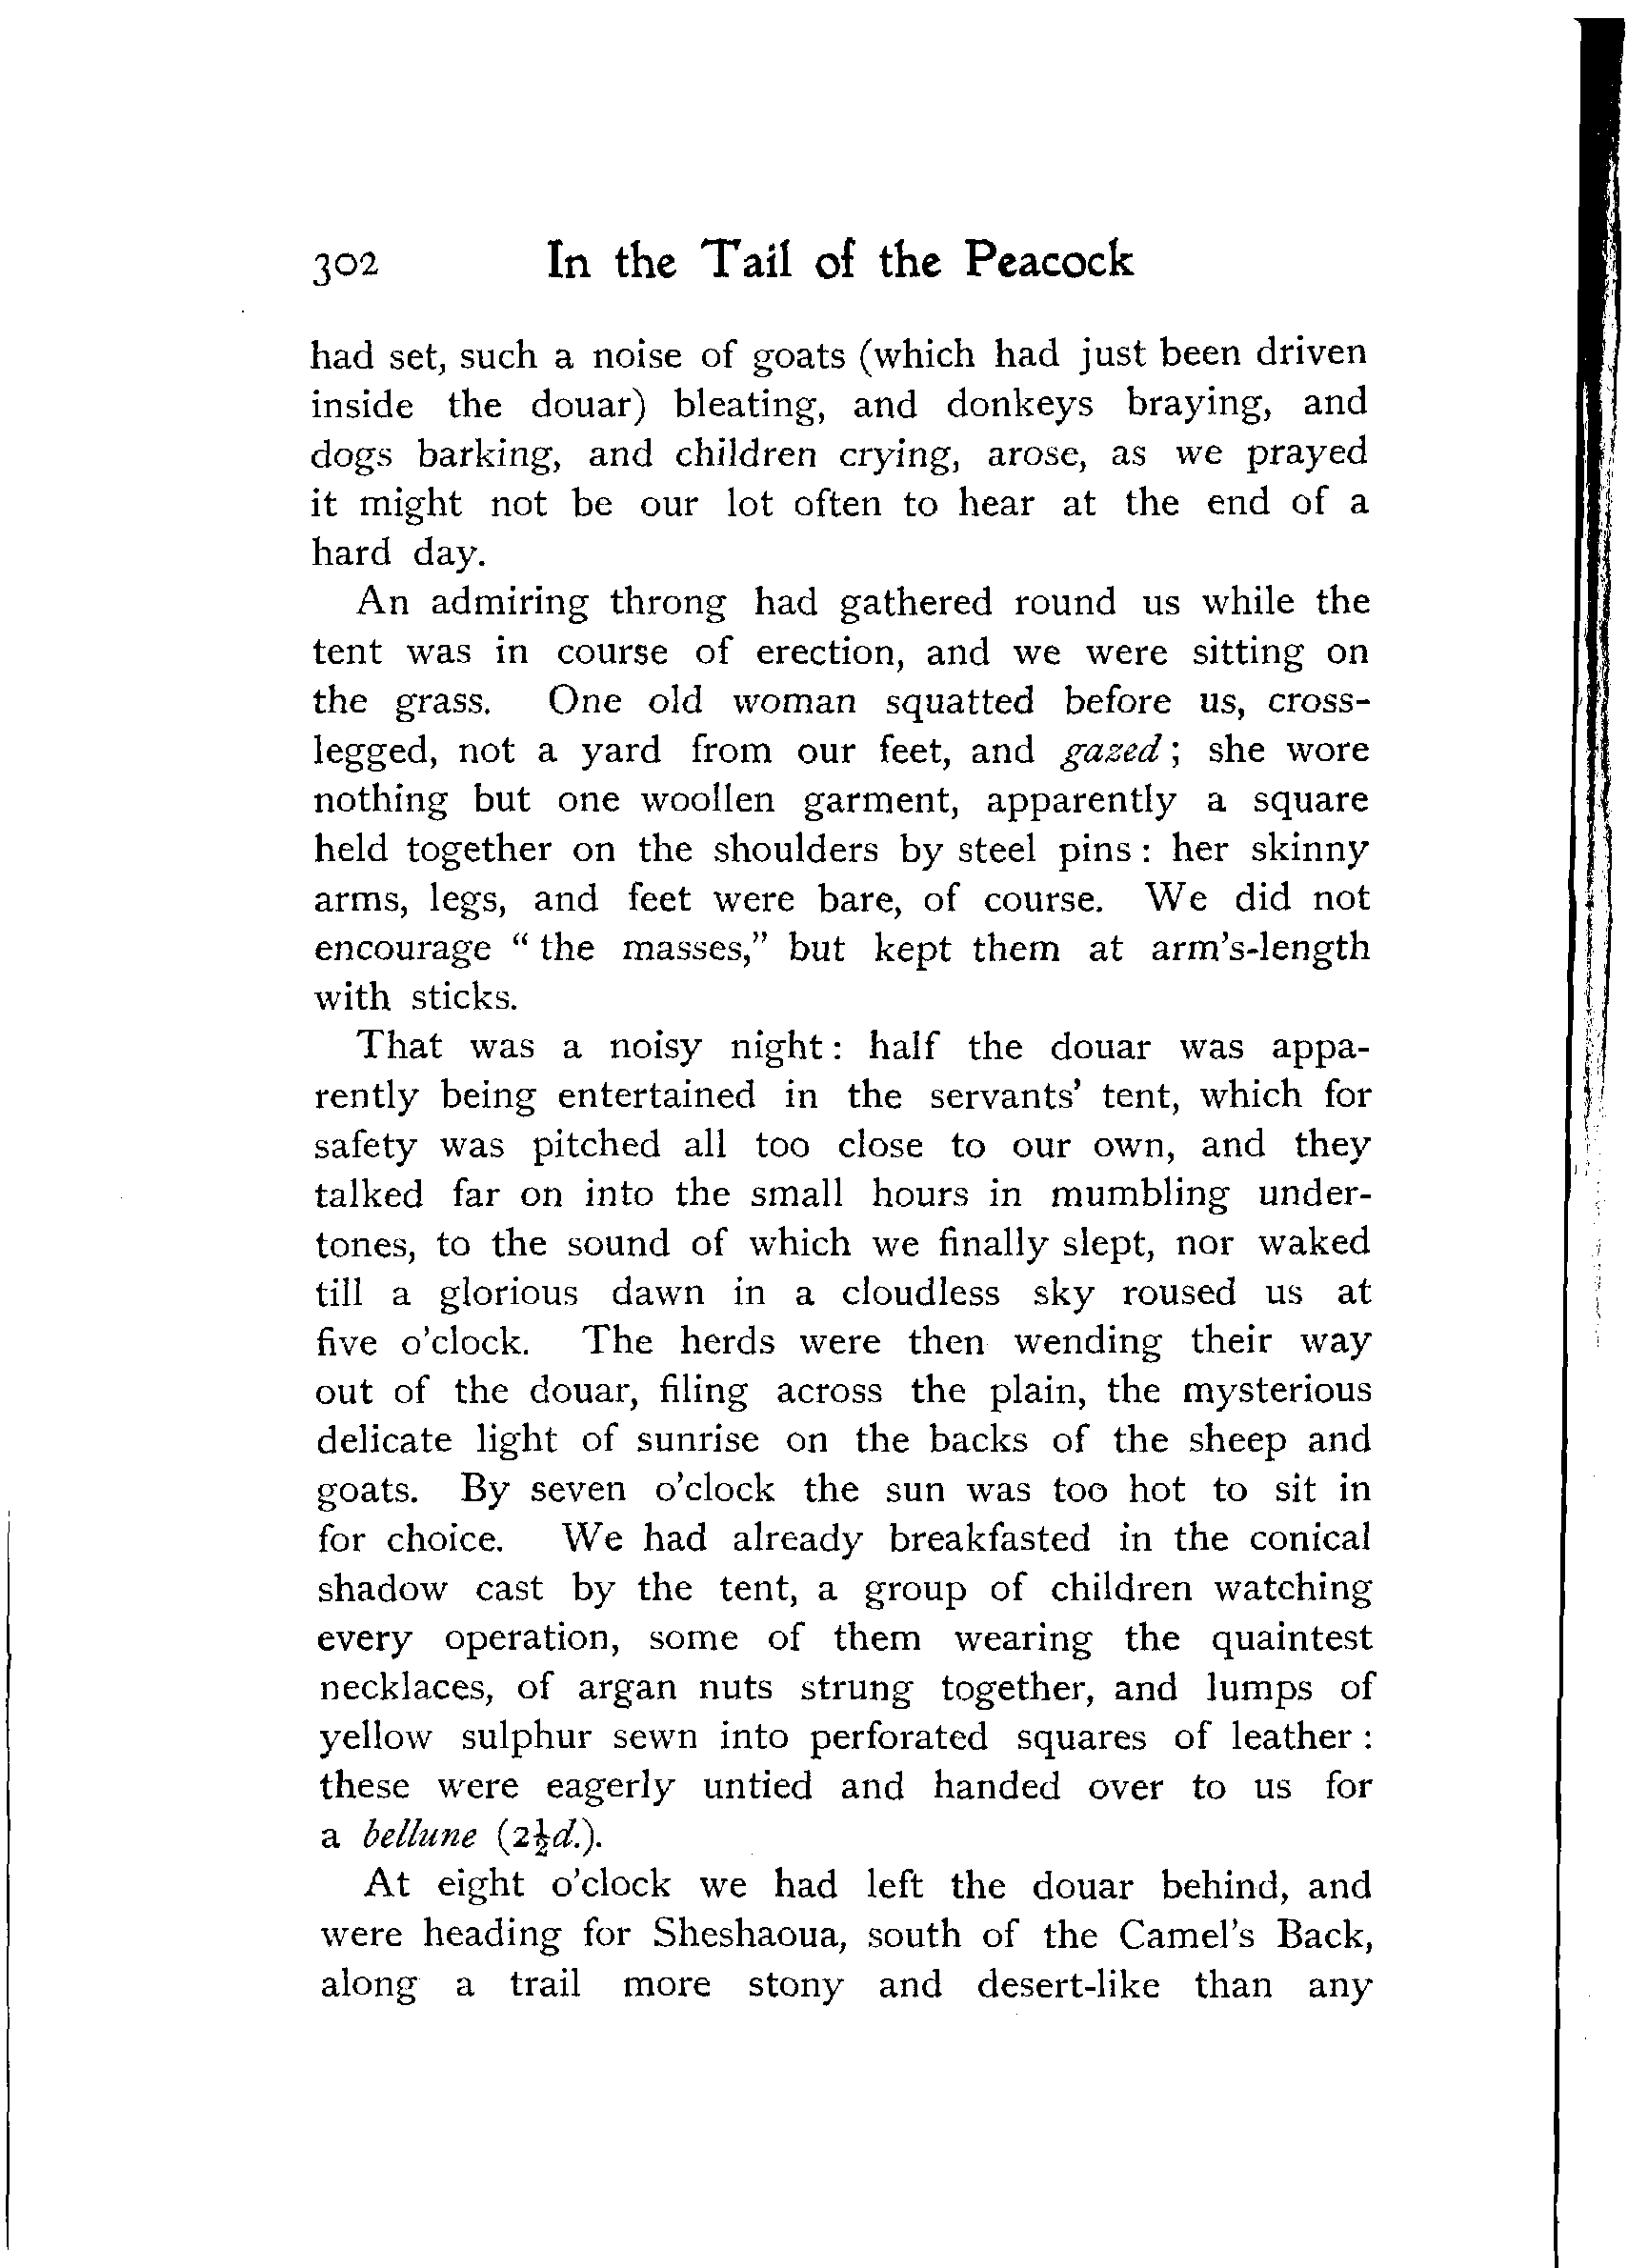 302 In the Tail of the Peacock
had set, such a noise of goats (which had just been driven
inside the douar) bleating, and donkeys braying, and
dogs barking, and children crying, arose, as we prayed
it might not be our lot often to hear at the end of a
hard day.
An admiring throng had gathered round us while the
tent was in course of erection, and we were sitting on
the grass. One old woman squatted before us, cross-
legged, not a yard from our feet, and gazed; she wore
nothing but one woollen garment, apparently a square
held together on the shoulders by steel pins: her skinny
arms, legs, and feet were bare, of course. We did not
encourage "the masses," but kept them at arm's-length
with sticks.
That was a noisy night: half the douar was appa-
rently being entertained in the servants' tent, which for
safety was pitched all too close to our own, and they
talked far on into the small hours in mumbling under-
tones, to the sound of which we finally slept, nor waked
till a glorious dawn in a cloudless sky roused us at
five o'clock. The herds were then wending their way
out of the douar, filing across the plain, the mysterious
delicate light of sunrise on the backs of the sheep and
goats. By seven o'clock the sun was too hot to sit in
for choice. We had already breakfasted in the conical
shadow cast by the tent, a group of children watching
every operation, some of them wearing the quaintest
necklaces, of argan nuts strung together, and lumps of
yellow sulphur sewn into perforated squares of leather:
these were eagerly untied and handed over to us for
a bellune (2½d.).
At eight o'clock we had left the douar behind, and
were heading for Sheshaoua, south of the Camel's Back,
along a trail more stony and desert-like than any